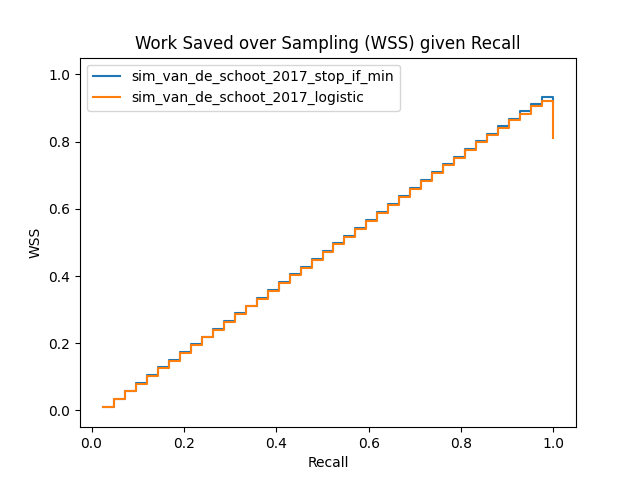 Work Saved over Sampling (WSS) given Recall
sim_van_de_schoot_2017_stop_if_min
sim_van_de_schoot_2017_logistic
1.0
0.8
0.6
0.4
0.2
0.0
WSS
0.0 0.2 0.4 0.6 0.8 1.0
Recall